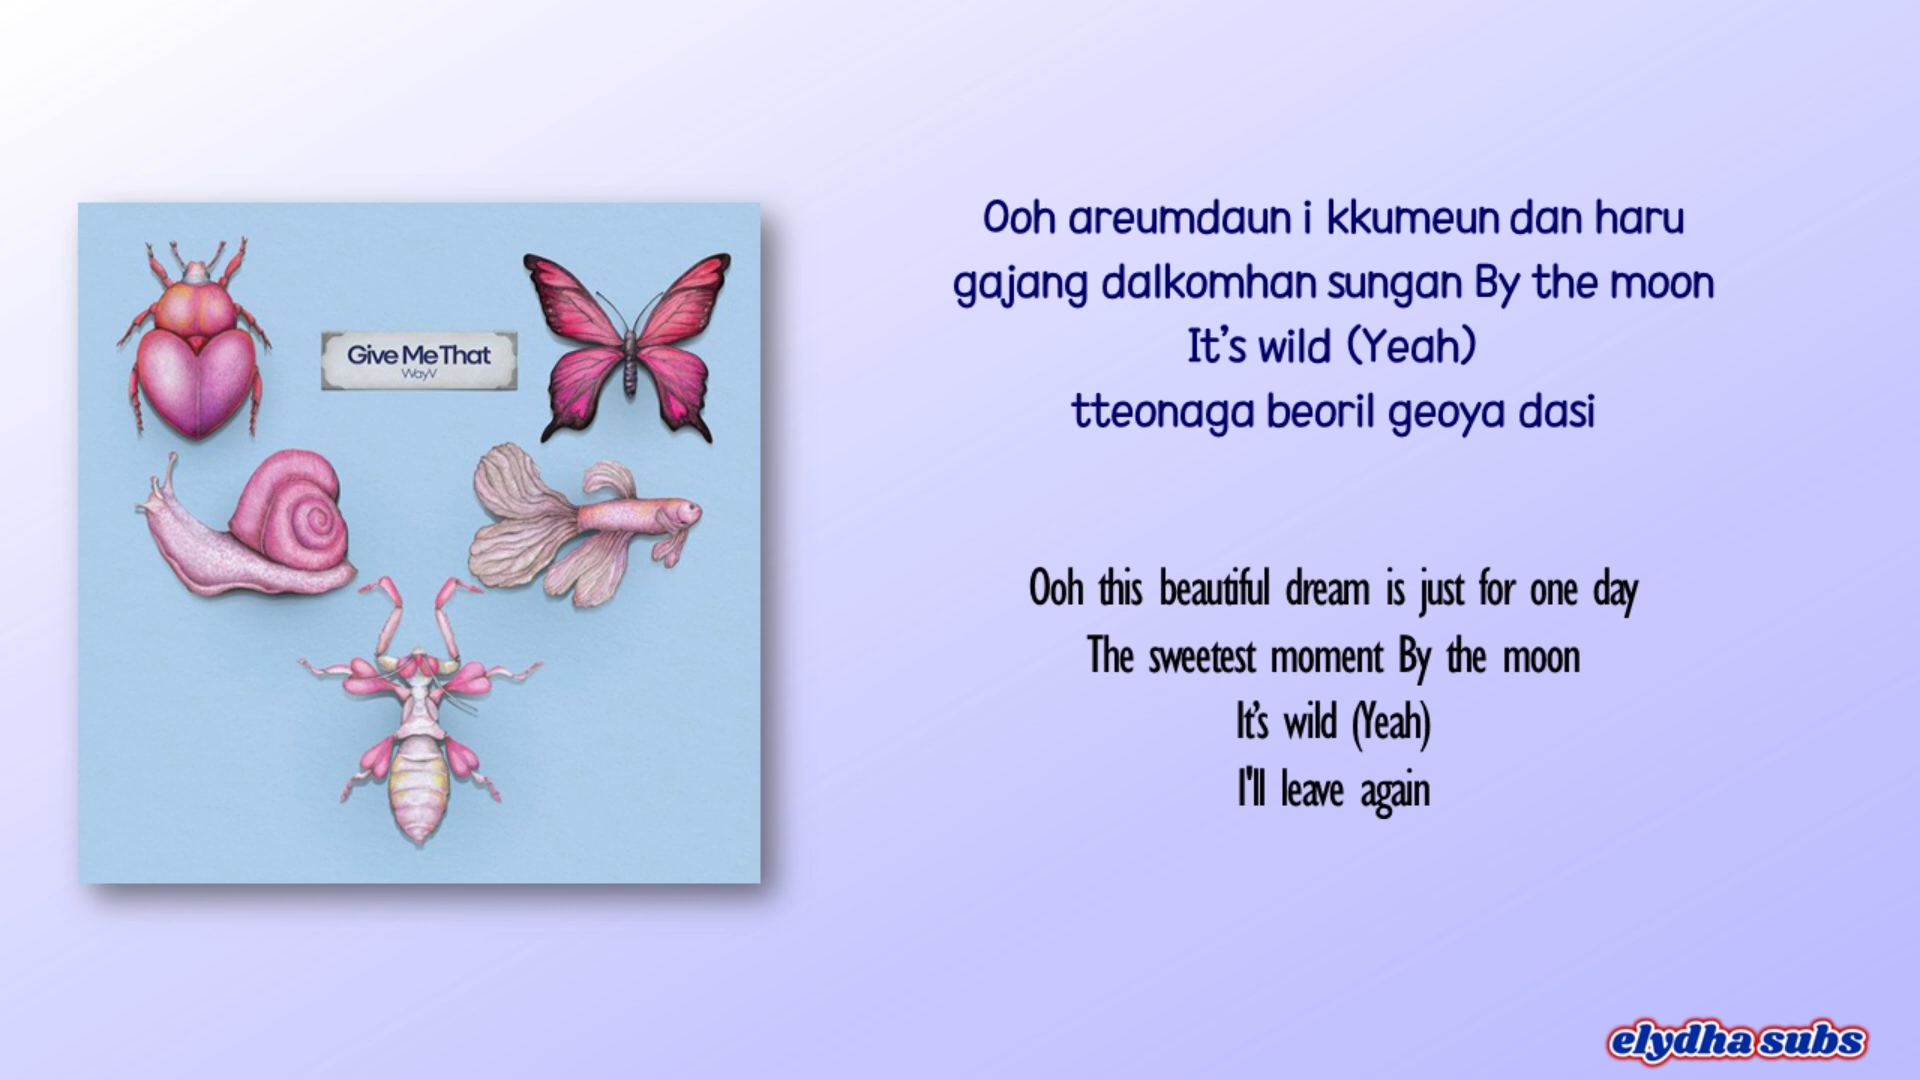 Give Me That
WayV
Ooh areumdaun i kkumeun dan haru
gajang dalkomhan sungan By the moon
It's wild (Yeah)
tteonaga beoril geoya dasi
Ooh this beautiful dream is just for one day
The sweetest moment By the moon
It's wild (Yeah)
I'll leave again
elydha subs